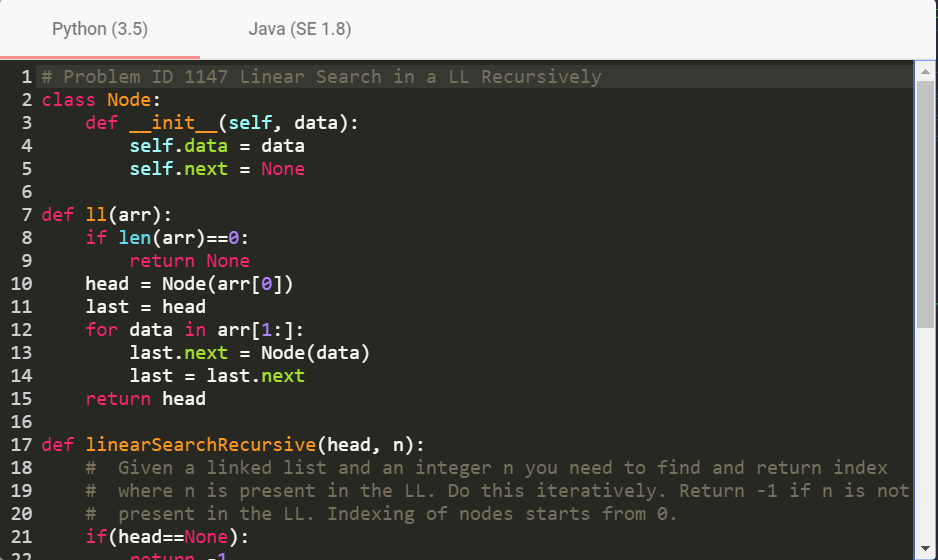 Python (3.5) Java (SE 1.8)
1 # Problem ID 1147 Linear Search in a LL Recursively
2 class Node:
3     def __init__(self, data):
4         self.data = data
5         self.next = None
6
7 def ll(arr):
8     if len(arr)==0:
9         return None
10     head = Node(arr[0])
11     last = head
12     for data in arr[1:]:
13         last.next = Node(data)
14         last = last.next
15     return head
16
17 def linearSearchRecursive(head, n):
18     #  Given a linked list and an integer n you need to find and return index
19     #  where n is present in the LL. Do this iteratively. Return -1 if n is not
20     #  present in the LL. Indexing of nodes starts from 0.
21     if(head==None):
22         return -1